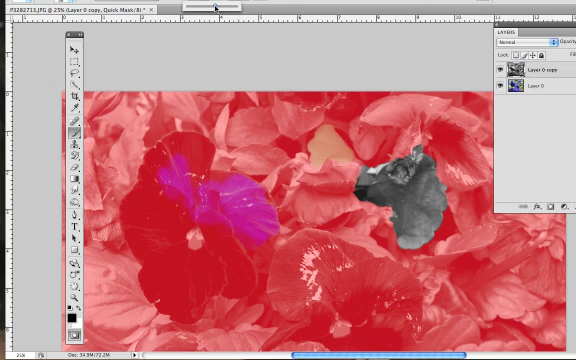 P3282713.JPG @ 25% (Layer 0 copy, Quick Mask/8) *
LAYERS
Normal
Opacity
Lock:
Layer 0 copy
Layer 0
25%
Doc: 34.9M/72.2M